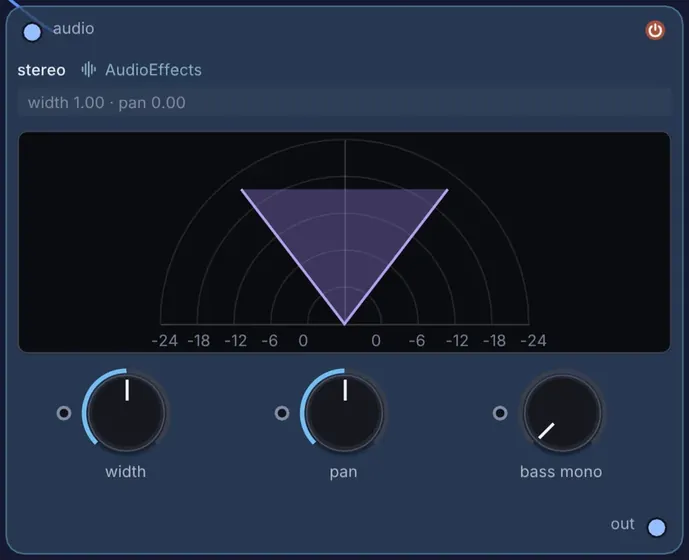 audio
stereo AudioEffects
width 1.00 · pan 0.00
-24 -18 -12 -6 0 0 -6 -12 -18 -24
width pan bass mono
out